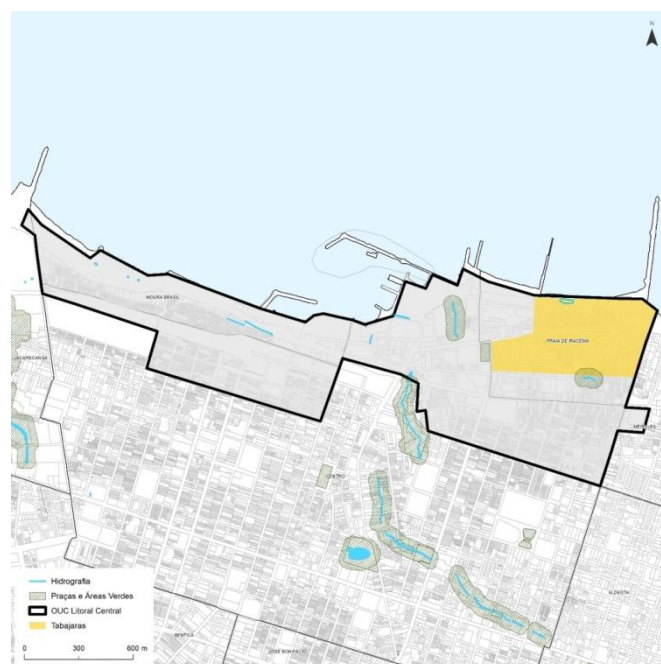 N
MOURA BRASIL
PRAIA DE IRACEMA
JACARECANGA
MEIRELES
CENTRO
Hidrografia
Praças e Áreas Verdes
OUC Litoral Central
Tabajaras
ALDEOTA
BENFICA
JOSÉ BONIFÁCIO
0 300 600 m